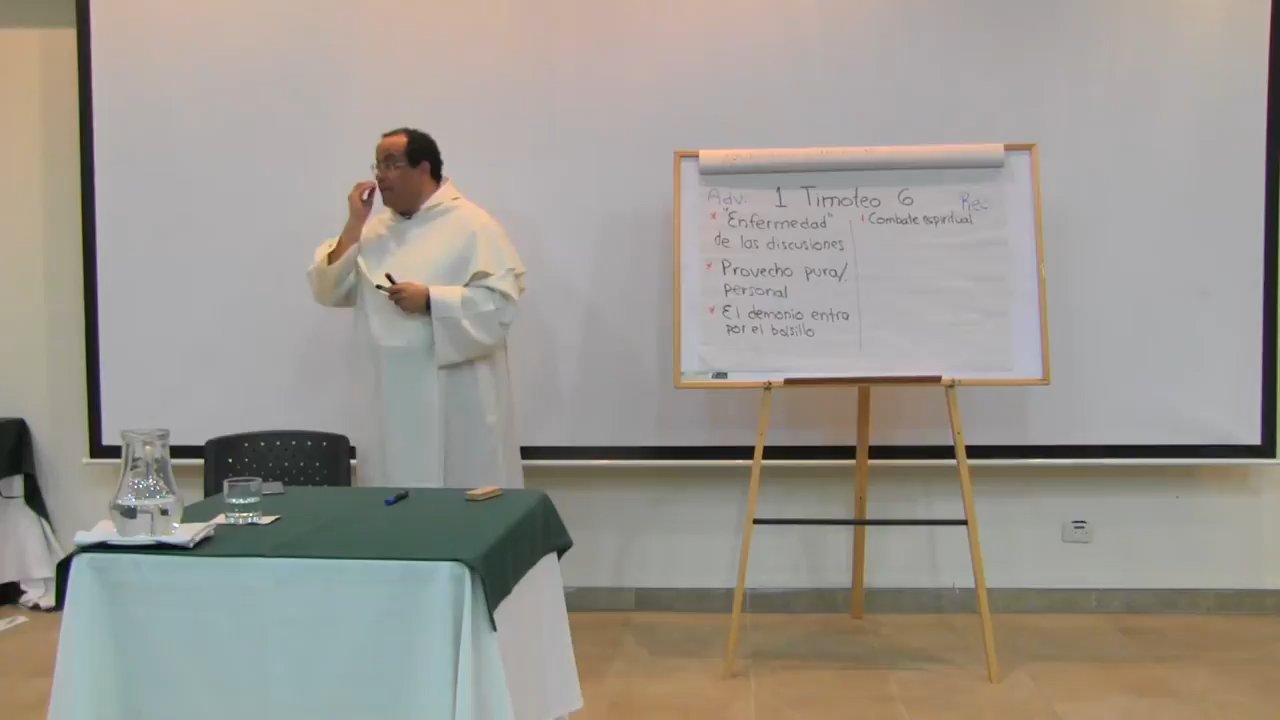 Adv. 1 Timoteo 6 Rec
* "Enfermedad"
de las discusiones
* Provecho pura/.
personal
* El demonio entra
por el bolsillo
* Combate espiritual